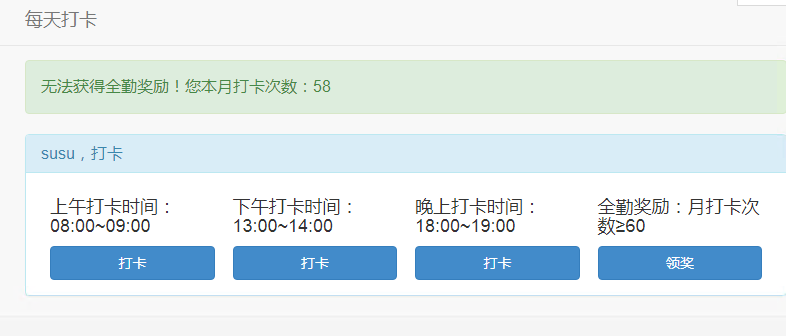 每天打卡
无法获得全勤奖励！您本月打卡次数：58
susu，打卡
上午打卡时间：
08:00~09:00
打卡
下午打卡时间：
13:00~14:00
打卡
晚上打卡时间：
18:00~19:00
打卡
全勤奖励：月打卡次
数≥60
领奖